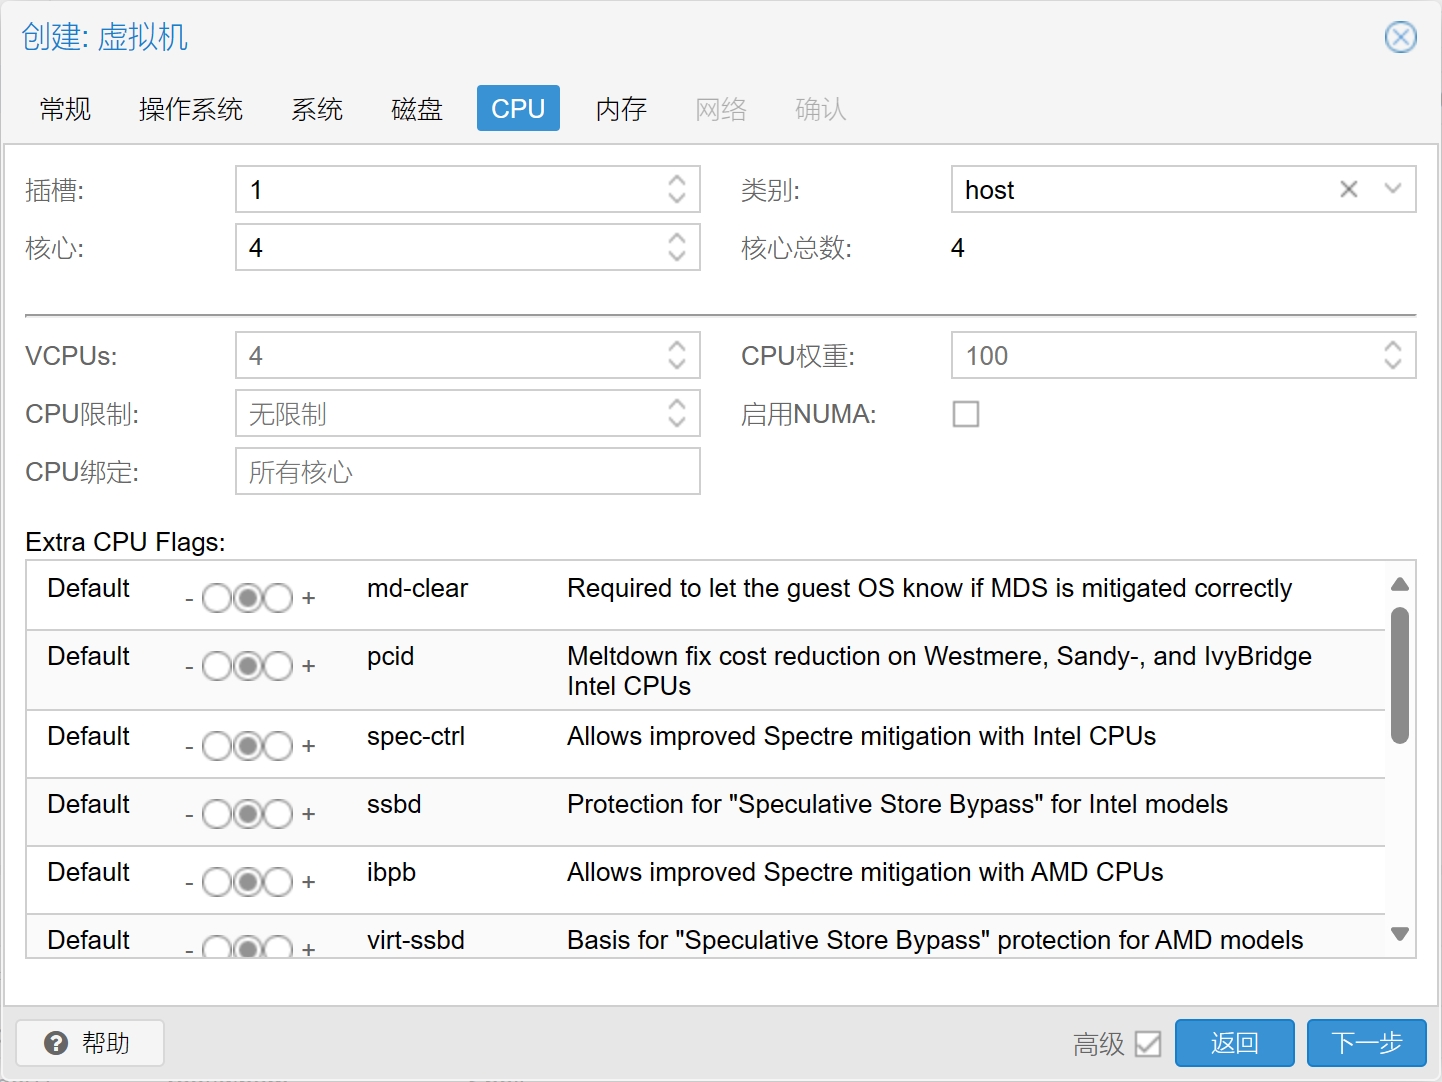 创建: 虚拟机
常规 操作系统 系统 磁盘 CPU 内存 网络 确认
插槽: 1 类别: host
核心: 4 核心总数: 4
VCPUs: 4 CPU权重: 100
CPU限制: 无限制 启用NUMA:
CPU绑定: 所有核心
Extra CPU Flags:
Default - + md-clear Required to let the guest OS know if MDS is mitigated correctly
Default - + pcid Meltdown fix cost reduction on Westmere, Sandy-, and IvyBridge
Intel CPUs
Default - + spec-ctrl Allows improved Spectre mitigation with Intel CPUs
Default - + ssbd Protection for "Speculative Store Bypass" for Intel models
Default - + ibpb Allows improved Spectre mitigation with AMD CPUs
Default - + virt-ssbd Basis for "Speculative Store Bypass" protection for AMD models
? 帮助 高级 返回 下一步